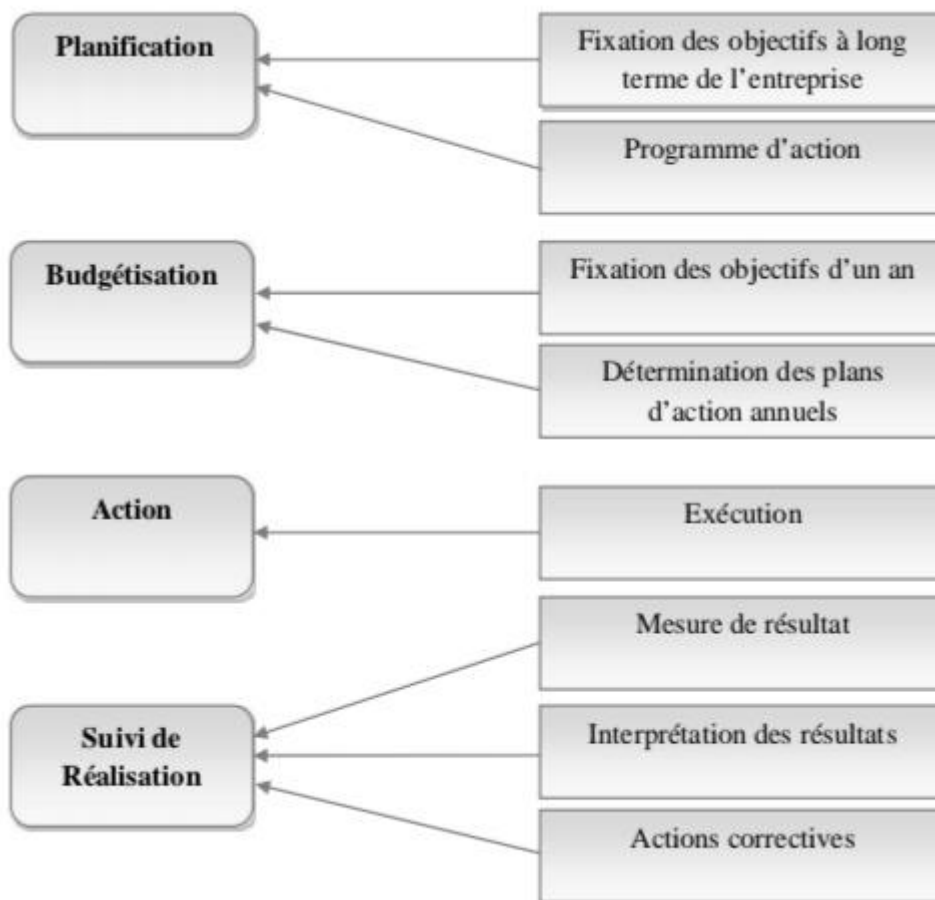 Planification
Fixation des objectifs à long
terme de l'entreprise
Programme d'action
Budgétisation
Fixation des objectifs d'un an
Détermination des plans
d'action annuels
Action
Exécution
Mesure de résultat
Suivi de
Réalisation
Interprétation des résultats
Actions correctives